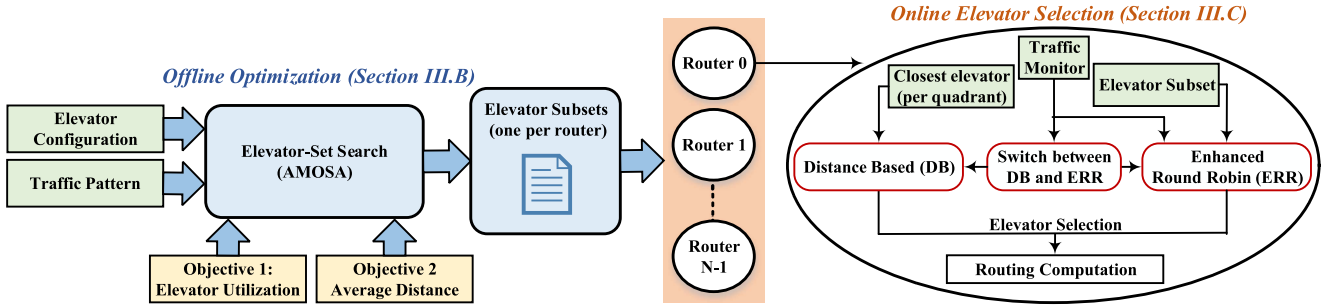 Offline Optimization (Section III.B)
Elevator
Configuration
Traffic Pattern
Elevator-Set Search
(AMOSA)
Objective 1:
Elevator Utilization
Objective 2
Average Distance
Elevator Subsets
(one per router)
Router 0
Router 1
Router
N-1
Online Elevator Selection (Section III.C)
Closest elevator
(per quadrant)
Traffic
Monitor
Elevator Subset
Distance Based (DB)
Switch between
DB and ERR
Enhanced
Round Robin (ERR)
Elevator Selection
Routing Computation